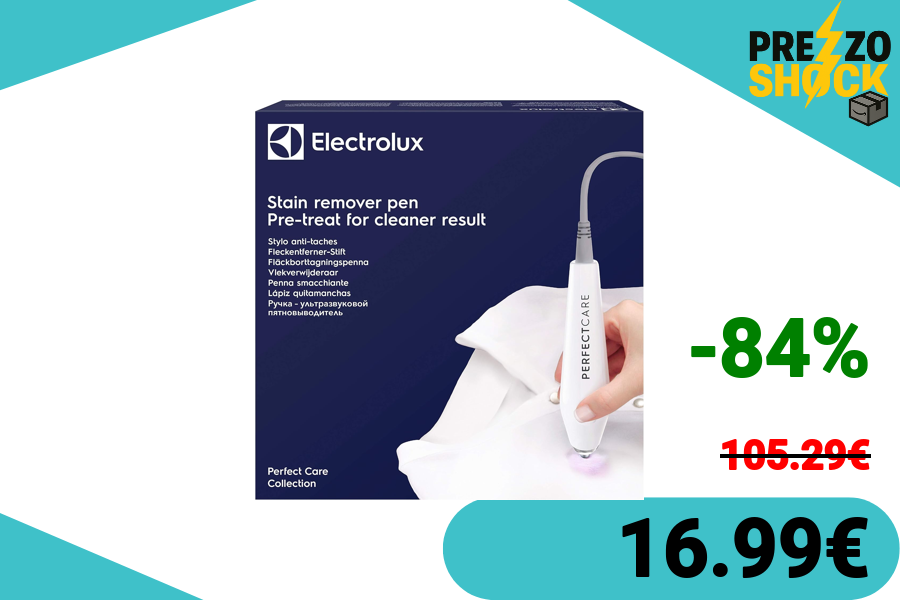 PREZZO
SHOCK
Electrolux
Stain remover pen
Pre-treat for cleaner result
Stylo anti-taches
Fleckentferner-Stift
Fläckborttagningspenna
Vlekverwijderaar
Penna smacchiante
Lápiz quitamanchas
Ручка - ультразвуковой
пятновыводитель
PERFECTCARE
Perfect Care
Collection
-84%
105.29€
16.99€